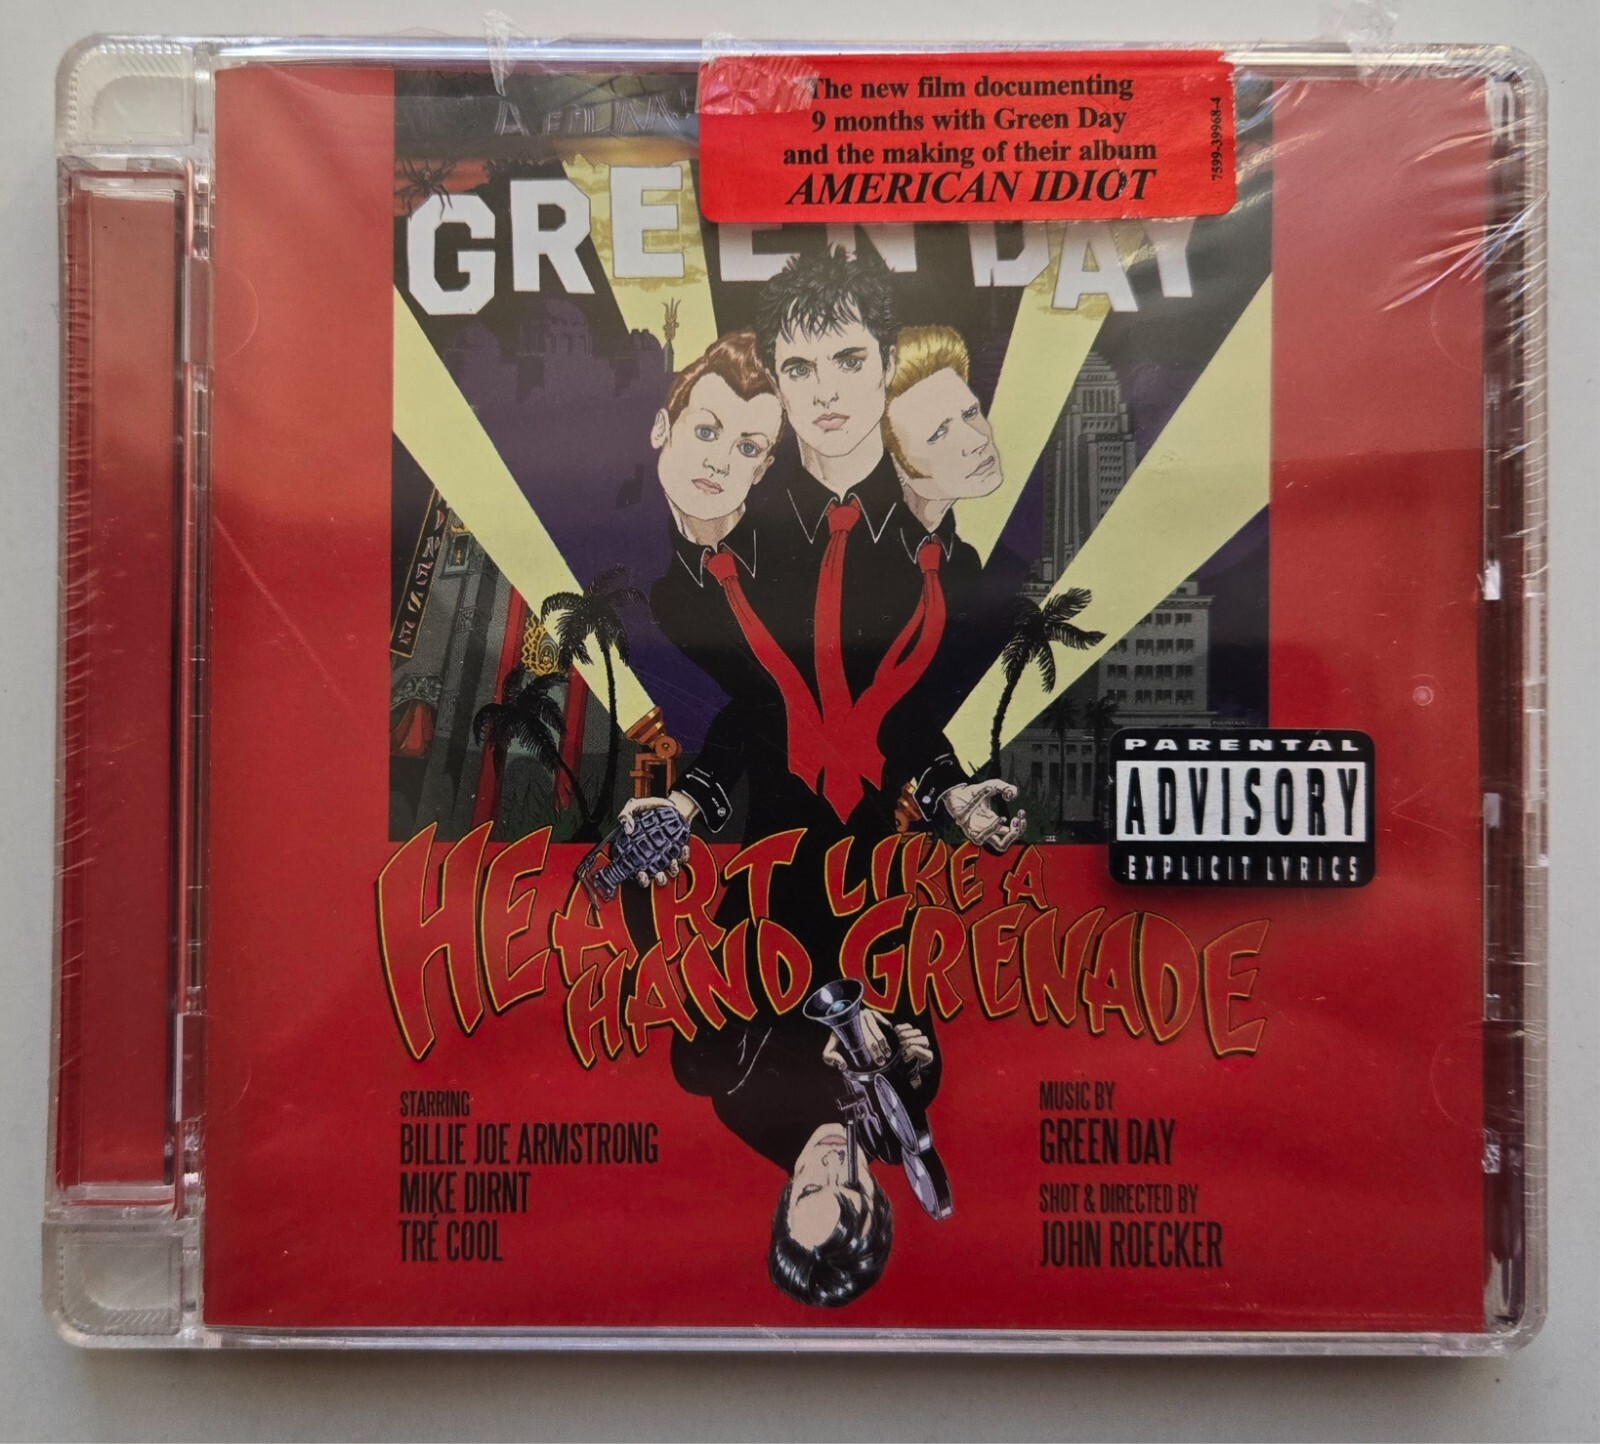 The new film documenting
9 months with Green Day
and the making of their album
AMERICAN IDIOT
7599-39968-4
A FILM
GREEN DAY
PARENTAL
ADVISORY
EXPLICIT LYRICS
HEART LIKE A
HAND GRENADE
STARRING
BILLIE JOE ARMSTRONG
MIKE DIRNT
TRÉ COOL
MUSIC BY
GREEN DAY
SHOT & DIRECTED BY
JOHN ROECKER